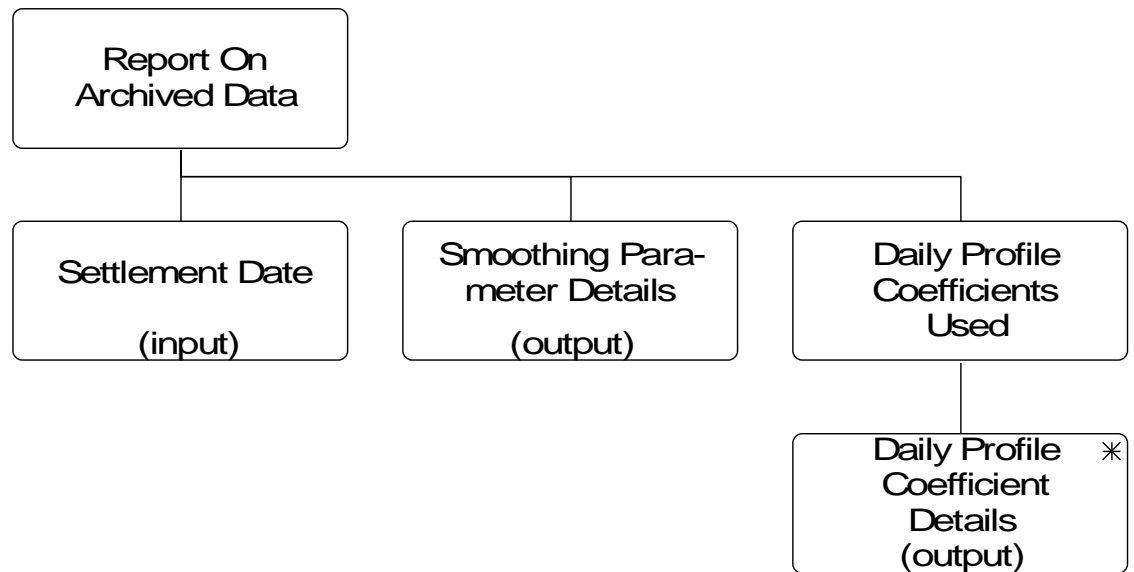 Report On
Archived Data
Settlement Date
(input)
Smoothing Para-
meter Details
(output)
Daily Profile
Coefficients
Used
Daily Profile
*
Coefficient
Details
(output)